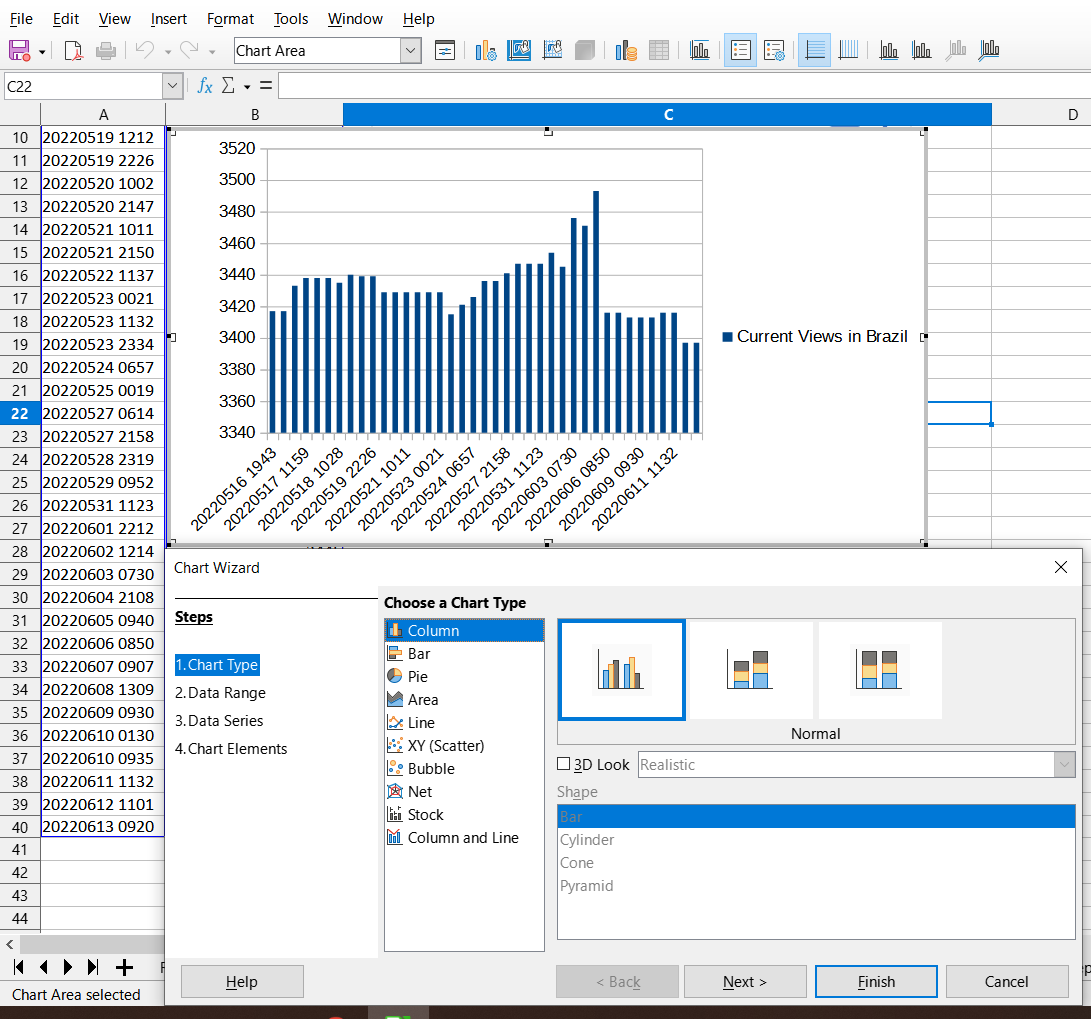 File Edit View Insert Format Tools Window Help
Chart Area
C22
A B C D
10 20220519 1212
11 20220519 2226
12 20220520 1002
13 20220520 2147
14 20220521 1011
15 20220521 2150
16 20220522 1137
17 20220523 0021
18 20220523 1132
19 20220523 2334
20 20220524 0657
21 20220525 0019
22 20220527 0614
23 20220527 2158
24 20220528 2319
25 20220529 0952
26 20220531 1123
27 20220601 2212
28 20220602 1214
29 20220603 0730
30 20220604 2108
31 20220605 0940
32 20220606 0850
33 20220607 0907
34 20220608 1309
35 20220609 0930
36 20220610 0130
37 20220610 0935
38 20220611 1132
39 20220612 1101
40 20220613 0920
41
42
43
44
3520
3500
3480
3460
3440
3420
3400
3380
3360
3340
20220516 1943
20220517 1159
20220518 1028
20220519 2226
20220521 1011
20220523 0021
20220524 0657
20220527 2158
20220531 1123
20220603 0730
20220606 0850
20220609 0930
20220611 1132
Current Views in Brazil
Chart Wizard
Steps
1.Chart Type
2.Data Range
3.Data Series
4.Chart Elements
Choose a Chart Type
Column
Bar
Pie
Area
Line
XY (Scatter)
Bubble
Net
Stock
Column and Line
Normal
3D Look Realistic
Shape
Bar
Cylinder
Cone
Pyramid
Help < Back Next > Finish Cancel
Chart Area selected